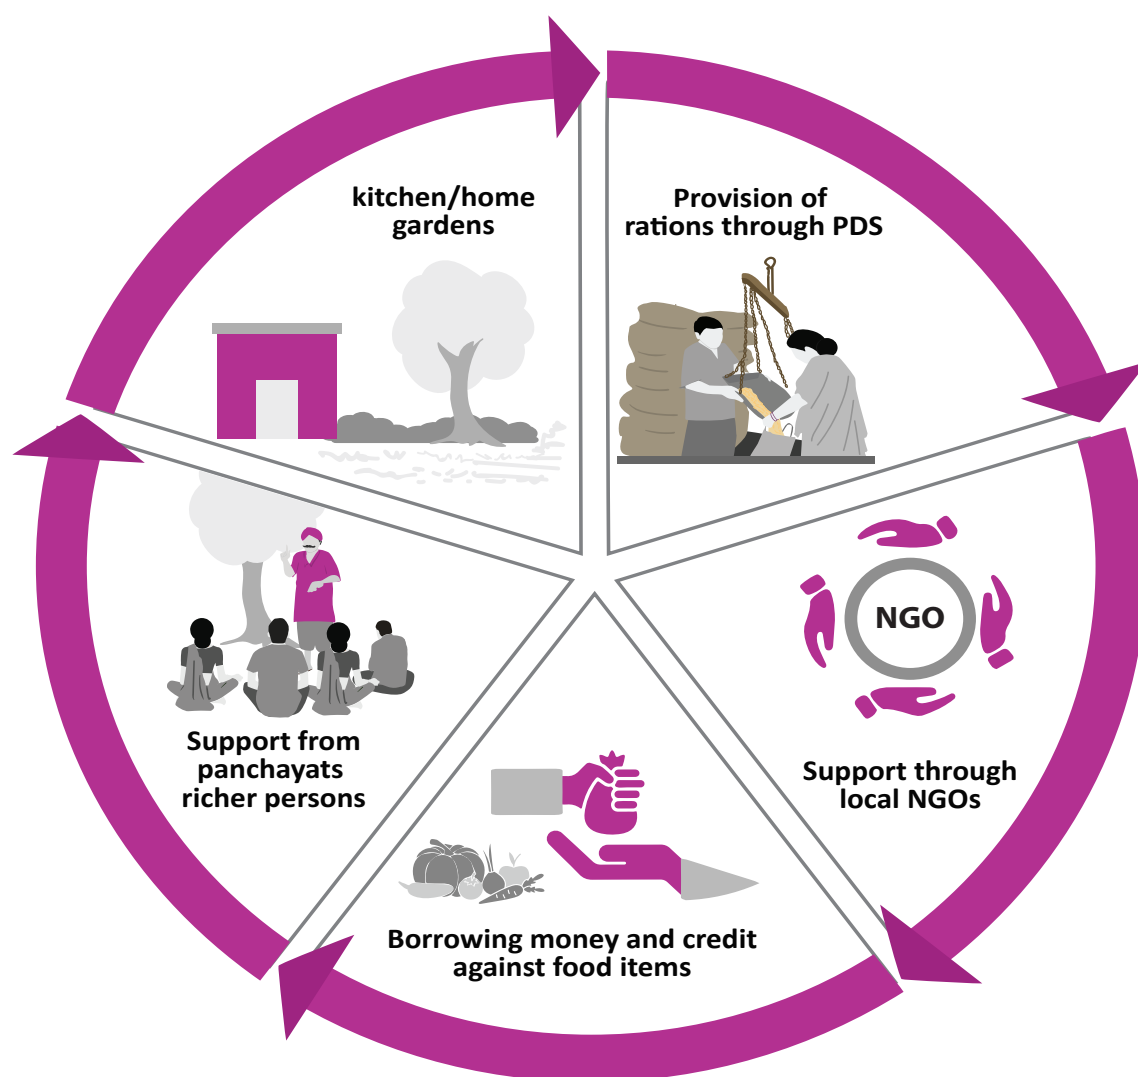 kitchen/home
gardens
Provision of
rations through PDS
NGO
Support through
local NGOs
Borrowing money and credit
against food items
Support from
panchayats
richer persons